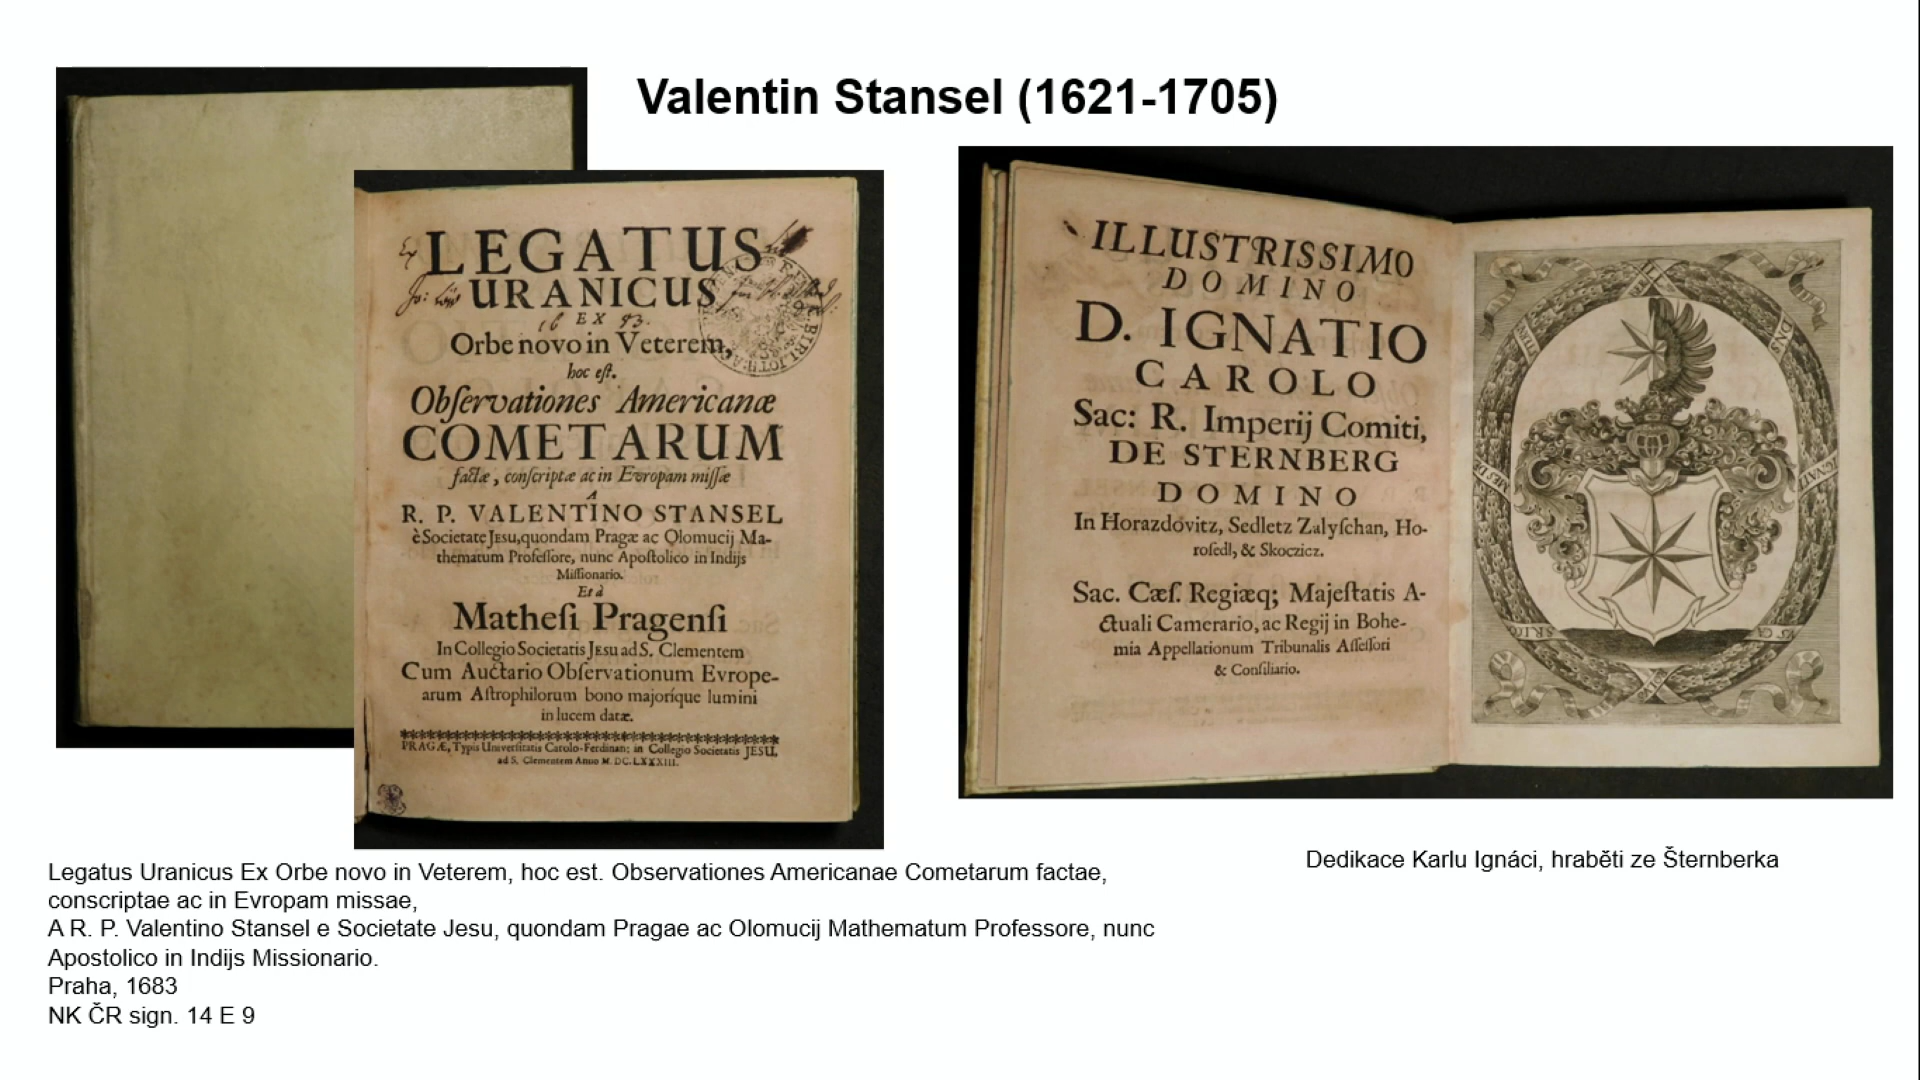 Valentin Stansel (1621-1705)
LEGATUS
URANICUS
EX
Orbe novo in Veterem,
hoc eſt.
Obſervationes Americanæ
COMETARUM
factæ, conſcriptæ ac in Evropam miſſæ
A
R. P. VALENTINO STANSEL
è Societate JESU, quondam Pragæ ac Olomucij Ma-
thematum Profeſſore, nunc Apoſtolico in Indijs
Miſſionario.
Et à
Matheſi Pragenſi
In Collegio Societatis JESU ad S. Clementem
Cum Auctario Obſervationum Evrope-
arum Aſtrophilorum bono majorique lumini
in lucem datæ.
PRAGÆ, Typis Univerſitatis Carolo-Ferdinan: in Collegio Societatis JESU,
ad S. Clementem Anno M. DC. LXXXIII.
ILLUSTRISSIMO
DOMINO
D. IGNATIO
CAROLO
Sac: R. Imperij Comiti,
DE STERNBERG
DOMINO
In Horazdovitz, Sedletz Zalyſchan, Ho-
roſedl, & Skoczicz.
Sac. Cæſ. Regiæq; Majeſtatis A-
ctuali Camerario, ac Regij in Bohe-
mia Appellationum Tribunalis Aſſeſſori
& Conſiliario.
Legatus Uranicus Ex Orbe novo in Veterem, hoc est. Observationes Americanae Cometarum factae,
conscriptae ac in Evropam missae,
A R. P. Valentino Stansel e Societate Jesu, quondam Pragae ac Olomucij Mathematum Professore, nunc
Apostolico in Indijs Missionario.
Praha, 1683
NK ČR sign. 14 E 9
Dedikace Karlu Ignáci, hraběti ze Šternberka